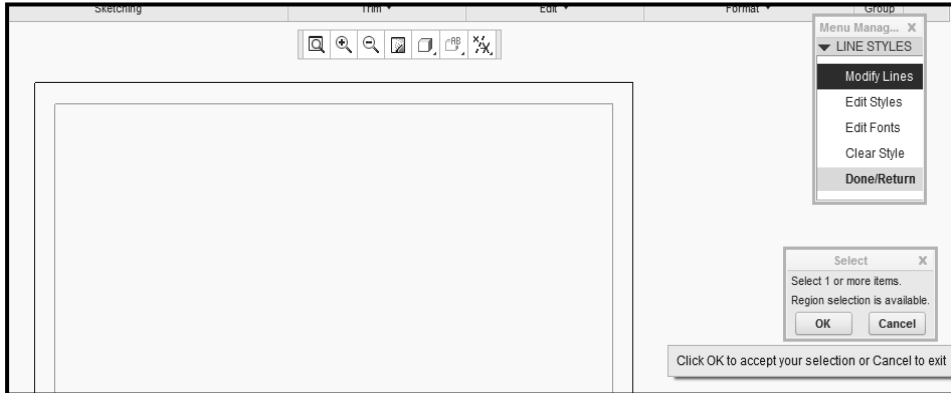 Sketching
Trim ▼
Edit ▼
Format ▼
Group
Menu Manag... X
▼ LINE STYLES
Modify Lines
Edit Styles
Edit Fonts
Clear Style
Done/Return
Select X
Select 1 or more items.
Region selection is available.
OK Cancel
Click OK to accept your selection or Cancel to exit